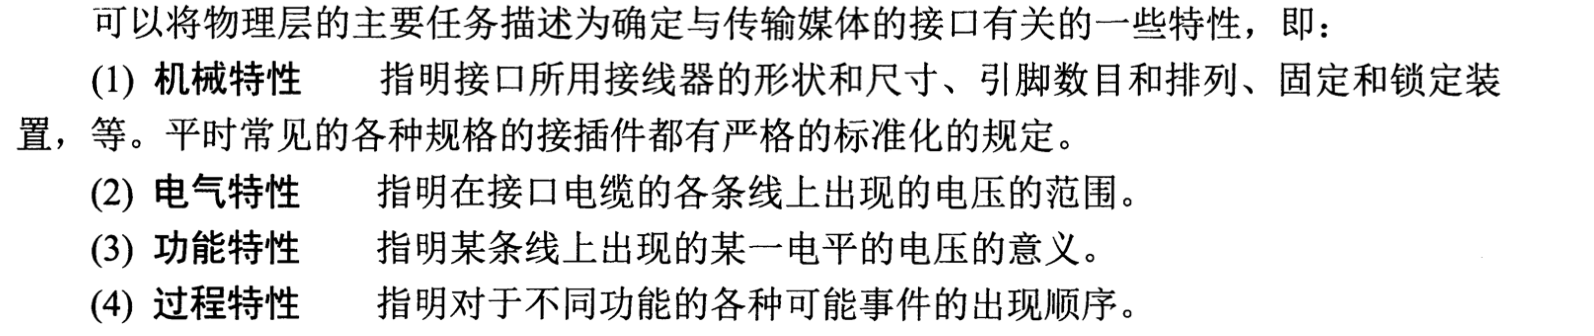 可以将物理层的主要任务描述为确定与传输媒体的接口有关的一些特性，即：
(1) 机械特性 指明接口所用接线器的形状和尺寸、引脚数目和排列、固定和锁定装
置，等。平时常见的各种规格的接插件都有严格的标准化的规定。
(2) 电气特性 指明在接口电缆的各条线上出现的电压的范围。
(3) 功能特性 指明某条线上出现的某一电平的电压的意义。
(4) 过程特性 指明对于不同功能的各种可能事件的出现顺序。